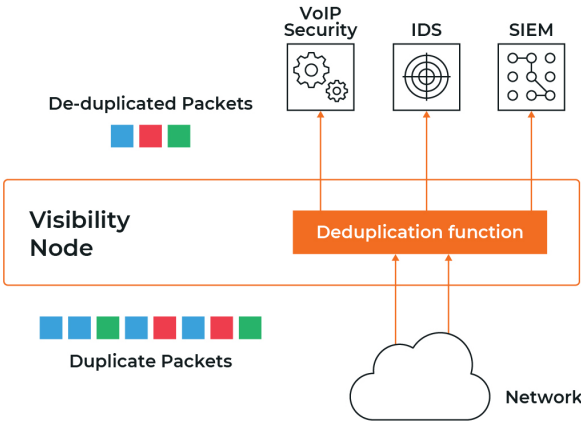 VoIP
Security
IDS
SIEM
De-duplicated Packets
Visibility
Node
Deduplication function
Duplicate Packets
Network